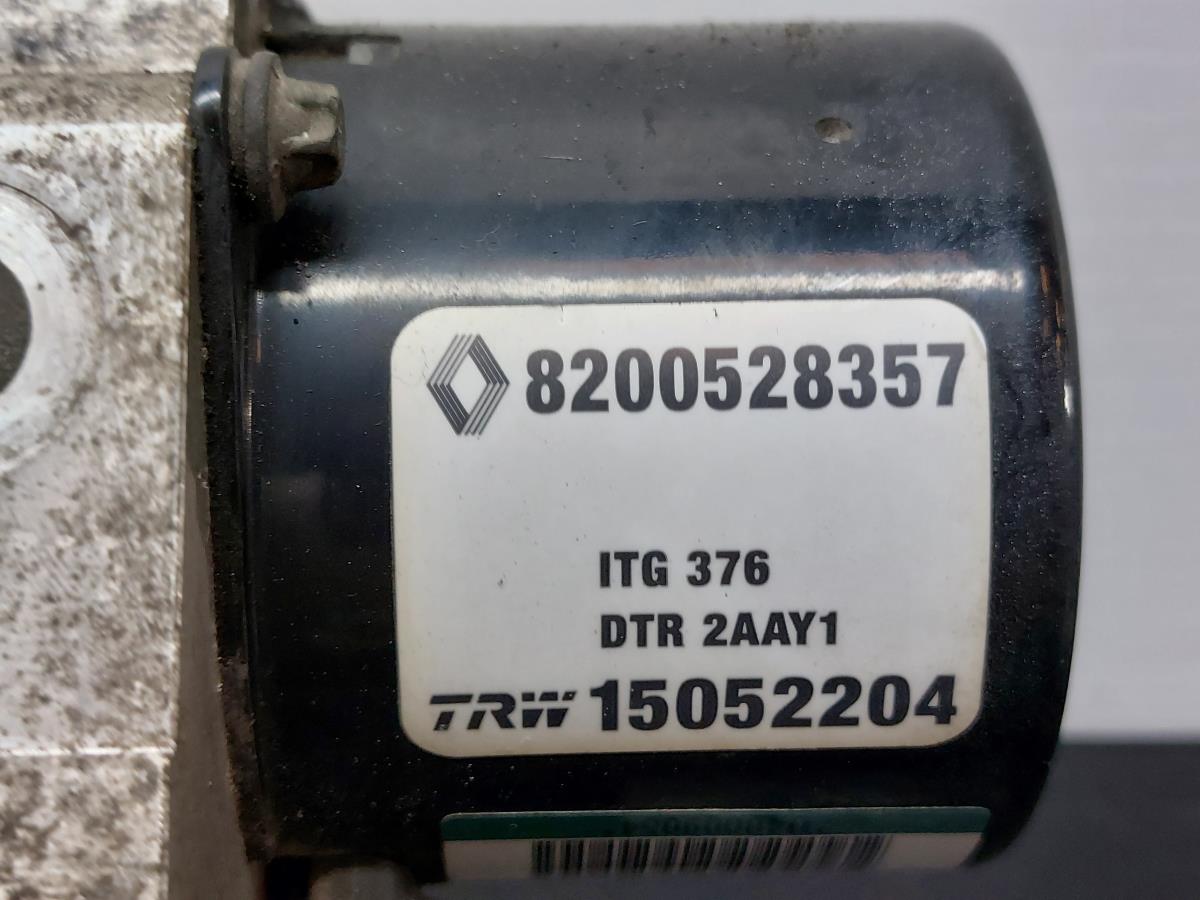 8200528357
ITG 376
DTR 2AAY1
TRW 15052204